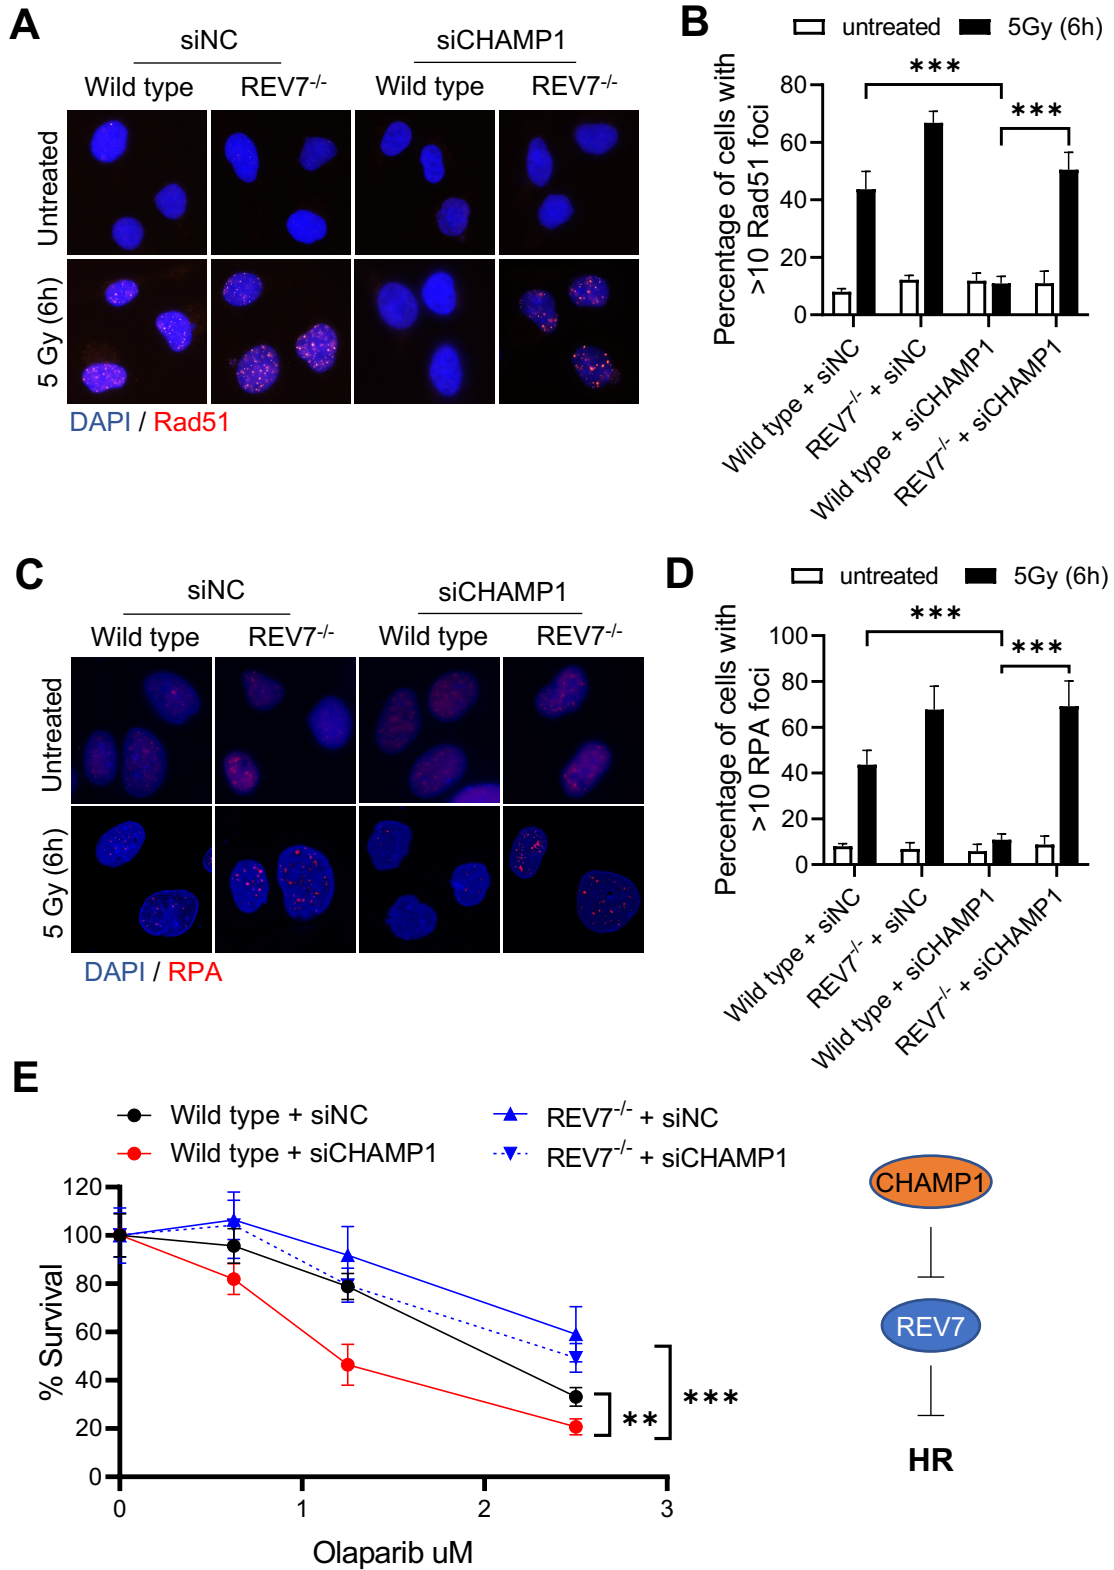 A
siNC
siCHAMP1
Wild type
REV7-/-
Wild type
REV7-/-
Untreated
5 Gy (6h)
DAPI / Rad51
B
untreated
5Gy (6h)
Percentage of cells with
>10 Rad51 foci
80
60
40
20
0
***
***
Wild type + siNC
REV7-/- + siNC
Wild type + siCHAMP1
REV7-/- + siCHAMP1
C
siNC
siCHAMP1
Wild type
REV7-/-
Wild type
REV7-/-
Untreated
5 Gy (6h)
DAPI / RPA
D
untreated
5Gy (6h)
Percentage of cells with
>10 RPA foci
100
80
60
40
20
0
***
***
Wild type + siNC
REV7-/- + siNC
Wild type + siCHAMP1
REV7-/- + siCHAMP1
E
Wild type + siNC
Wild type + siCHAMP1
REV7-/- + siNC
REV7-/- + siCHAMP1
% Survival
120
100
80
60
40
20
0
0
1
2
3
Olaparib uM
**
***
CHAMP1
REV7
HR